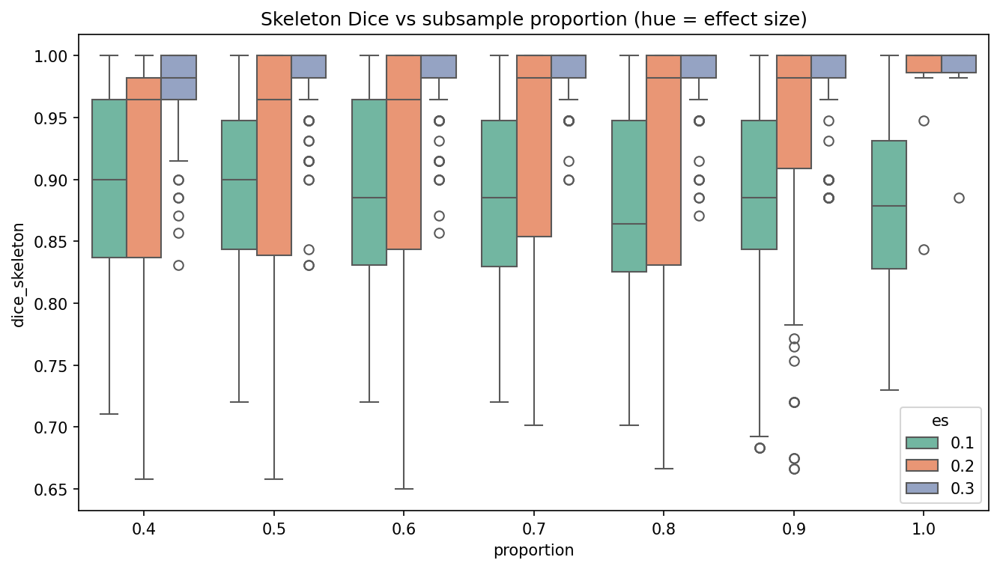 Skeleton Dice vs subsample proportion (hue = effect size)
dice_skeleton
1.00
0.95
0.90
0.85
0.80
0.75
0.70
0.65
0.4 0.5 0.6 0.7 0.8 0.9 1.0
proportion
es
0.1
0.2
0.3